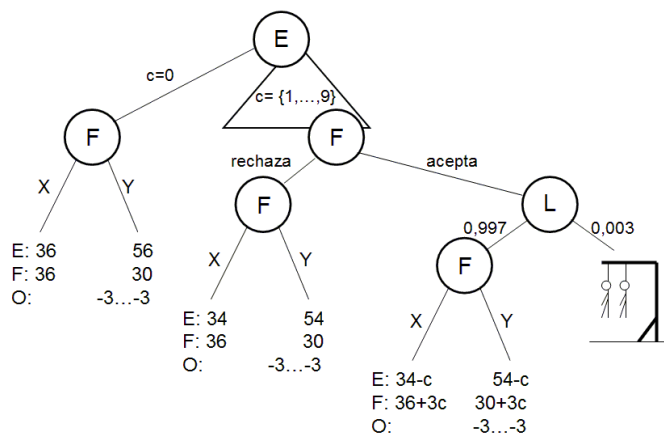 E
c=0
c= {1,...,9}
F
F
rechaza
acepta
X
Y
F
L
0,997
0,003
E: 36 56
F: 36 30
O: -3...-3
X
Y
F
E: 34 54
F: 36 30
O: -3...-3
X
Y
E: 34-c 54-c
F: 36+3c 30+3c
O: -3...-3